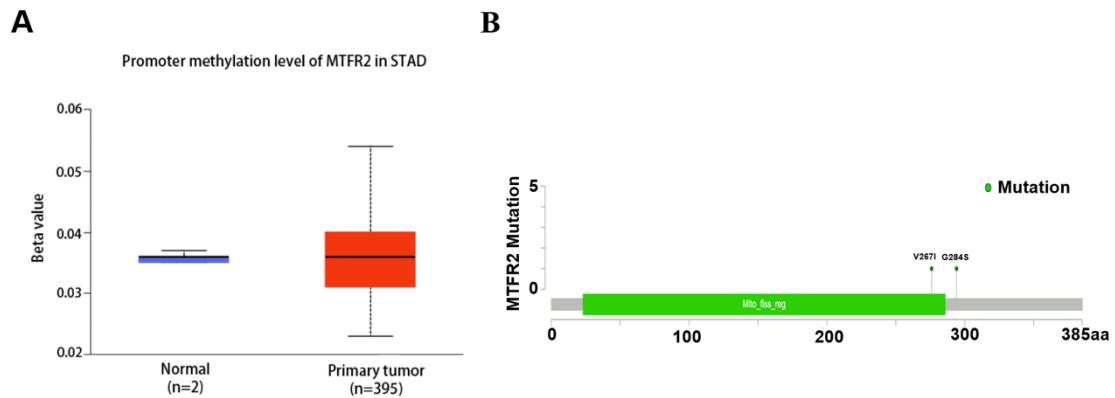 A
Promoter methylation level of MTFR2 in STAD
Beta value
0.06
0.05
0.04
0.03
0.02
Normal
(n=2)
Primary tumor
(n=395)
B
MTFR2 Mutation
5
0
Mutation
V267I G284S
Mito_fiss_reg
0 100 200 300 385aa